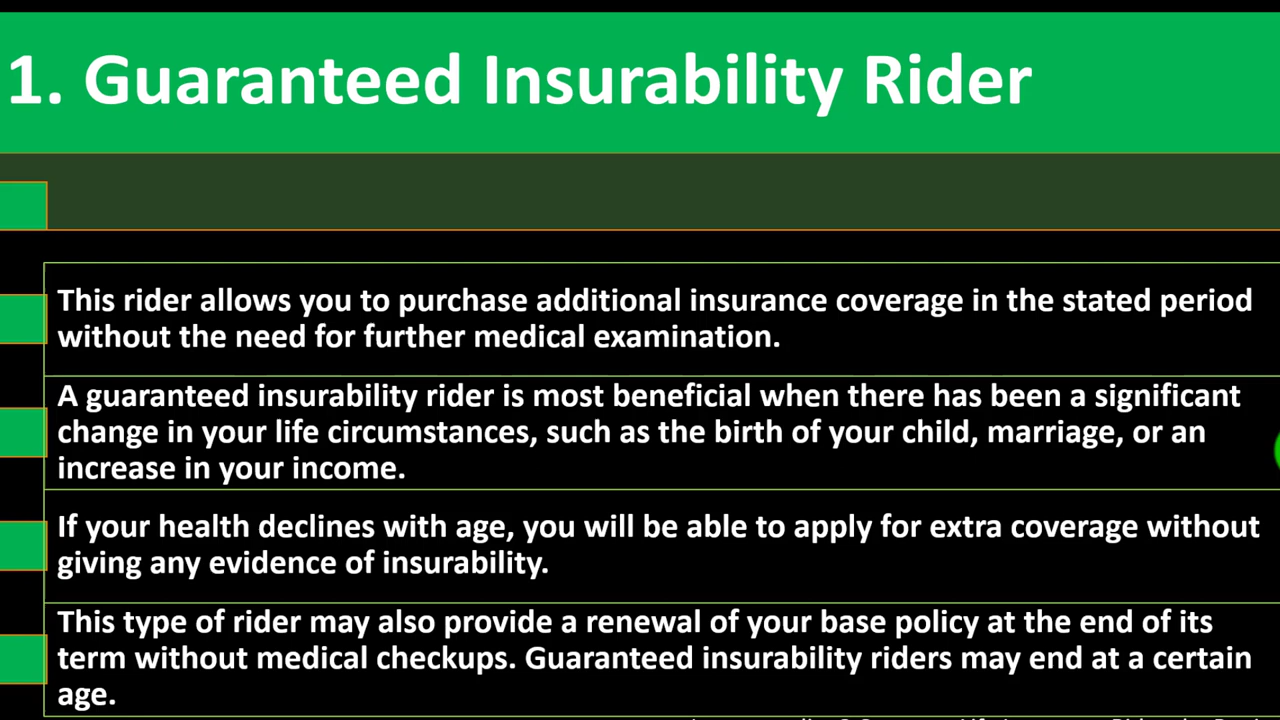 1. Guaranteed Insurability Rider
This rider allows you to purchase additional insurance coverage in the stated period
without the need for further medical examination.
A guaranteed insurability rider is most beneficial when there has been a significant
change in your life circumstances, such as the birth of your child, marriage, or an
increase in your income.
If your health declines with age, you will be able to apply for extra coverage without
giving any evidence of insurability.
This type of rider may also provide a renewal of your base policy at the end of its
term without medical checkups. Guaranteed insurability riders may end at a certain
age.